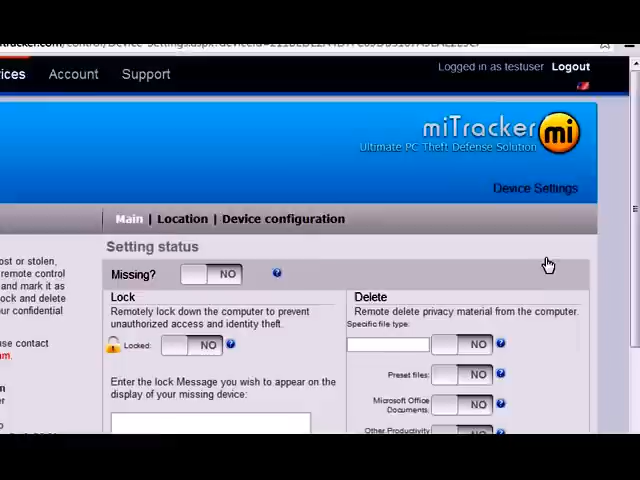 Account
Support
Logged in as testuser
Logout
miTracker
mi
Ultimate PC Theft Defense Solution
Device Settings
Main | Location | Device configuration
Setting status
Missing?
NO
ost or stolen,
remote control
and mark it as
ock and delete
ur confidential
use contact
Lock
Remotely lock down the computer to prevent
unauthorized access and identity theft.
Locked:
NO
Enter the lock Message you wish to appear on the
display of your missing device:
Delete
Remote delete privacy material from the computer.
Specific file type:
NO
Preset files:
NO
Microsoft Office
Documents:
NO
Other Productivity